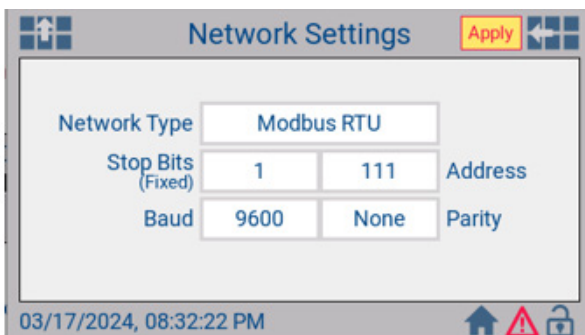 Network Settings Apply
Network Type Modbus RTU
Stop Bits 1 111 Address
(Fixed)
Baud 9600 None Parity
03/17/2024, 08:32:22 PM